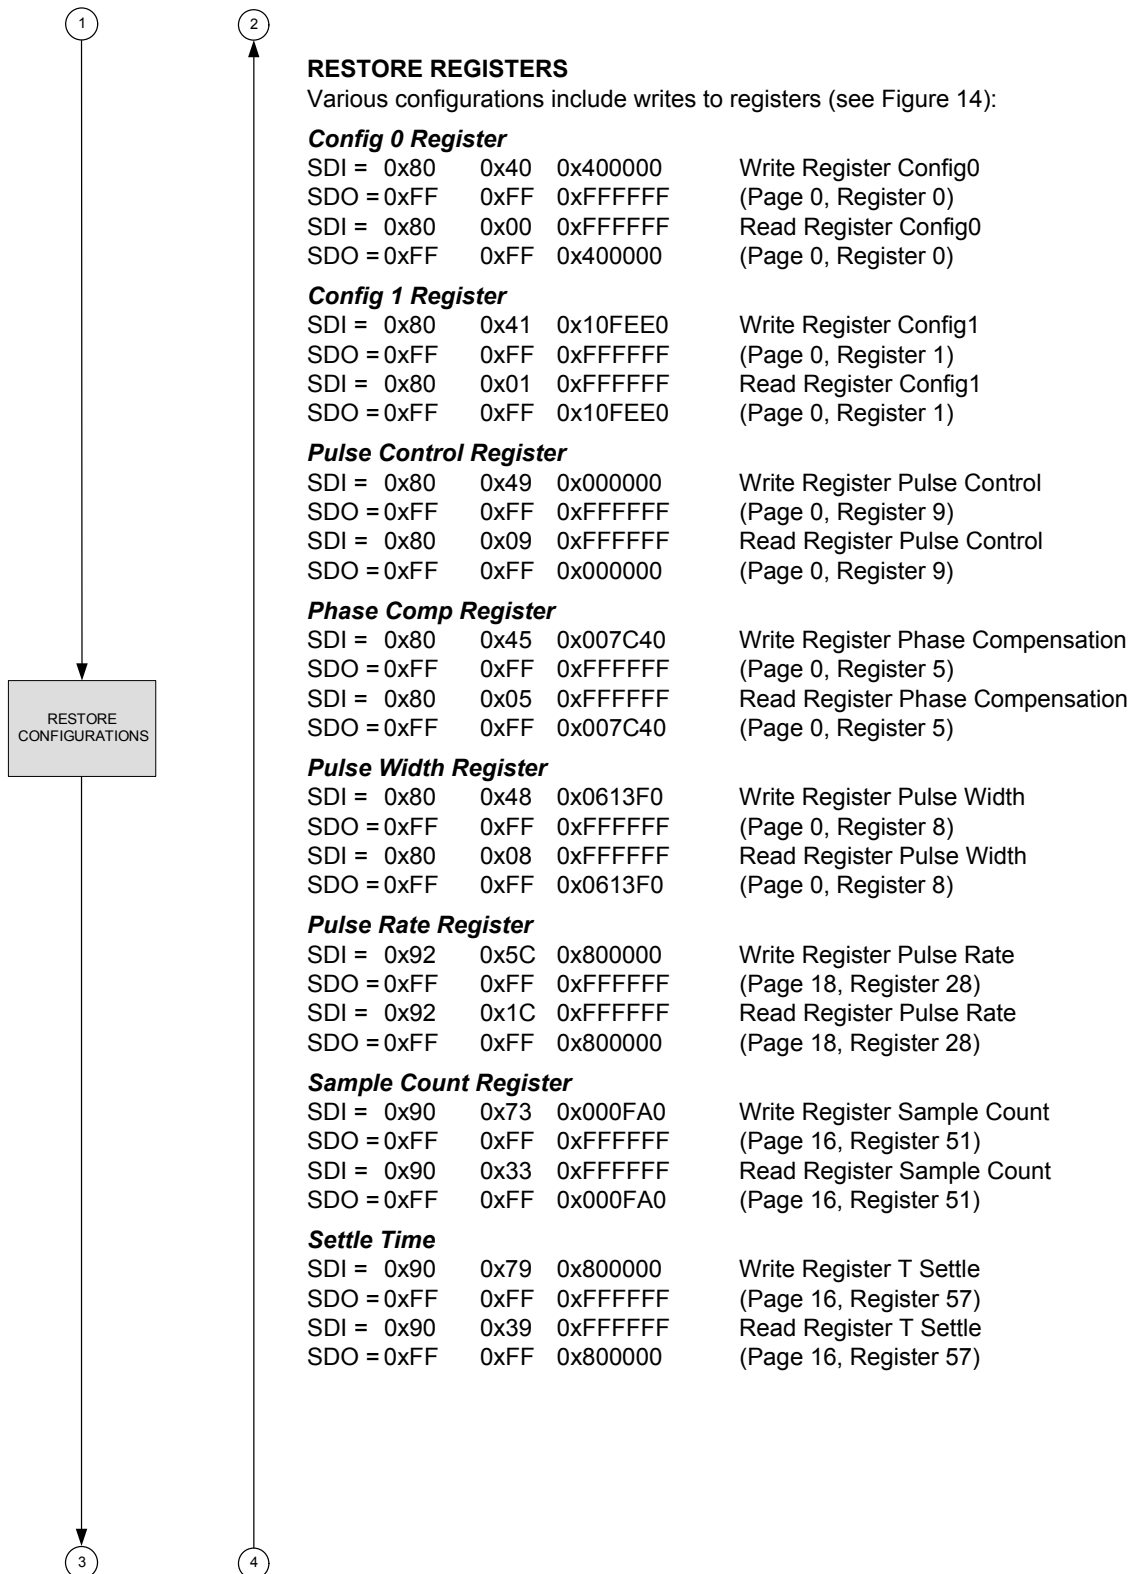 1
2
RESTORE REGISTERS
Various configurations include writes to registers (see Figure 14):
Config 0 Register
SDI = 0x80 0x40 0x400000 Write Register Config0
SDO = 0xFF 0xFF 0xFFFFFF (Page 0, Register 0)
SDI = 0x80 0x00 0xFFFFFF Read Register Config0
SDO = 0xFF 0xFF 0x400000 (Page 0, Register 0)
Config 1 Register
SDI = 0x80 0x41 0x10FEE0 Write Register Config1
SDO = 0xFF 0xFF 0xFFFFFF (Page 0, Register 1)
SDI = 0x80 0x01 0xFFFFFF Read Register Config1
SDO = 0xFF 0xFF 0x10FEE0 (Page 0, Register 1)
Pulse Control Register
SDI = 0x80 0x49 0x000000 Write Register Pulse Control
SDO = 0xFF 0xFF 0xFFFFFF (Page 0, Register 9)
SDI = 0x80 0x09 0xFFFFFF Read Register Pulse Control
SDO = 0xFF 0xFF 0x000000 (Page 0, Register 9)
Phase Comp Register
SDI = 0x80 0x45 0x007C40 Write Register Phase Compensation
SDO = 0xFF 0xFF 0xFFFFFF (Page 0, Register 5)
SDI = 0x80 0x05 0xFFFFFF Read Register Phase Compensation
SDO = 0xFF 0xFF 0x007C40 (Page 0, Register 5)
RESTORE
CONFIGURATIONS
Pulse Width Register
SDI = 0x80 0x48 0x0613F0 Write Register Pulse Width
SDO = 0xFF 0xFF 0xFFFFFF (Page 0, Register 8)
SDI = 0x80 0x08 0xFFFFFF Read Register Pulse Width
SDO = 0xFF 0xFF 0x0613F0 (Page 0, Register 8)
Pulse Rate Register
SDI = 0x92 0x5C 0x800000 Write Register Pulse Rate
SDO = 0xFF 0xFF 0xFFFFFF (Page 18, Register 28)
SDI = 0x92 0x1C 0xFFFFFF Read Register Pulse Rate
SDO = 0xFF 0xFF 0x800000 (Page 18, Register 28)
Sample Count Register
SDI = 0x90 0x73 0x000FA0 Write Register Sample Count
SDO = 0xFF 0xFF 0xFFFFFF (Page 16, Register 51)
SDI = 0x90 0x33 0xFFFFFF Read Register Sample Count
SDO = 0xFF 0xFF 0x000FA0 (Page 16, Register 51)
Settle Time
SDI = 0x90 0x79 0x800000 Write Register T Settle
SDO = 0xFF 0xFF 0xFFFFFF (Page 16, Register 57)
SDI = 0x90 0x39 0xFFFFFF Read Register T Settle
SDO = 0xFF 0xFF 0x800000 (Page 16, Register 57)
3
4